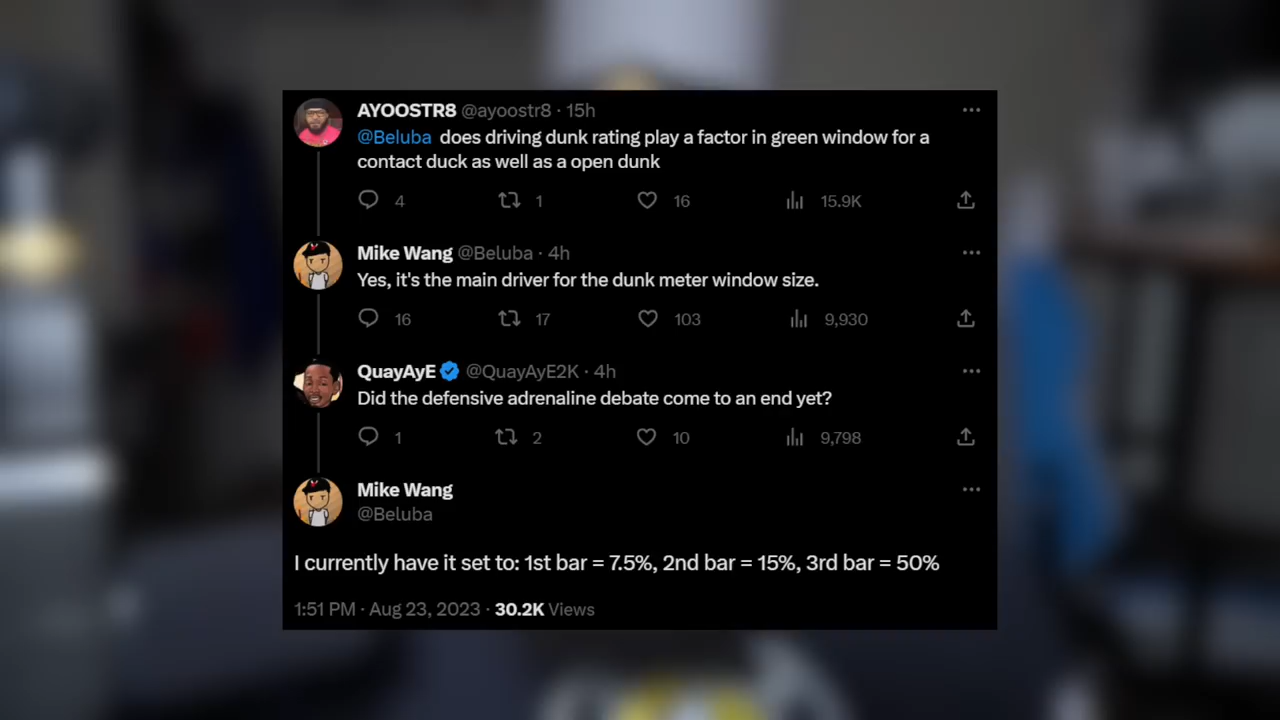 AYOOSTR8 @ayoostr8 · 15h
@Beluba does driving dunk rating play a factor in green window for a
contact duck as well as a open dunk
4 1 16 15.9K
Mike Wang @Beluba · 4h
Yes, it's the main driver for the dunk meter window size.
16 17 103 9,930
QuayAyE @QuayAyE2K · 4h
Did the defensive adrenaline debate come to an end yet?
1 2 10 9,798
Mike Wang
@Beluba
I currently have it set to: 1st bar = 7.5%, 2nd bar = 15%, 3rd bar = 50%
1:51 PM · Aug 23, 2023 · 30.2K Views